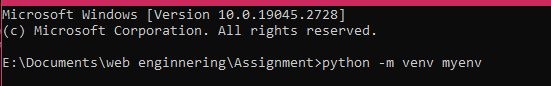 Microsoft Windows [Version 10.0.19045.2728]
(c) Microsoft Corporation. All rights reserved.
E:\Documents\web enginnering\Assignment>python -m venv myenv